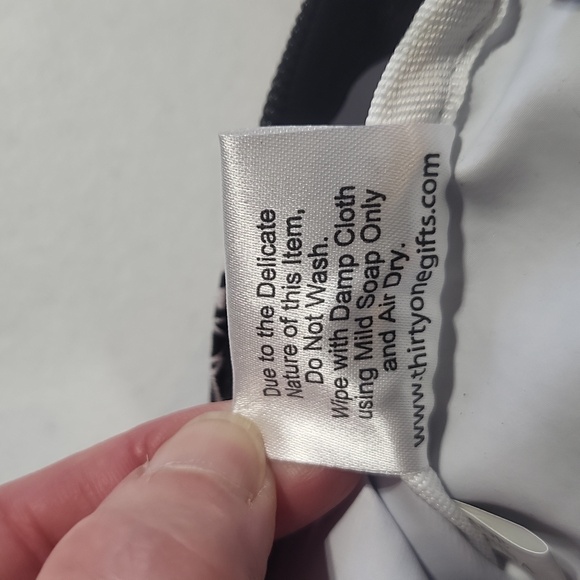 Due to the Delicate
Nature of this Item,
Do Not Wash.
Wipe with Damp Cloth
using Mild Soap Only
and Air Dry.
www.thirtyonegifts.com